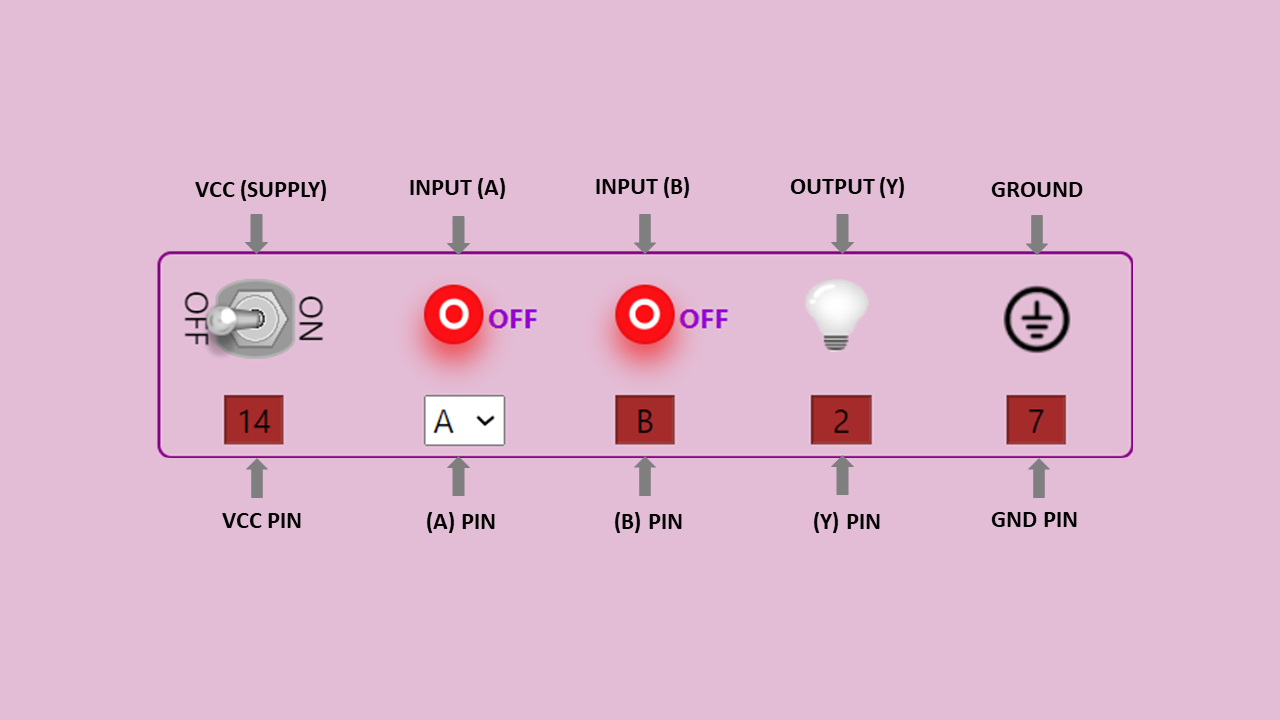 VCC (SUPPLY) INPUT (A) INPUT (B) OUTPUT (Y) GROUND
OFF ON OFF OFF
14 A B 2 7
VCC PIN (A) PIN (B) PIN (Y) PIN GND PIN